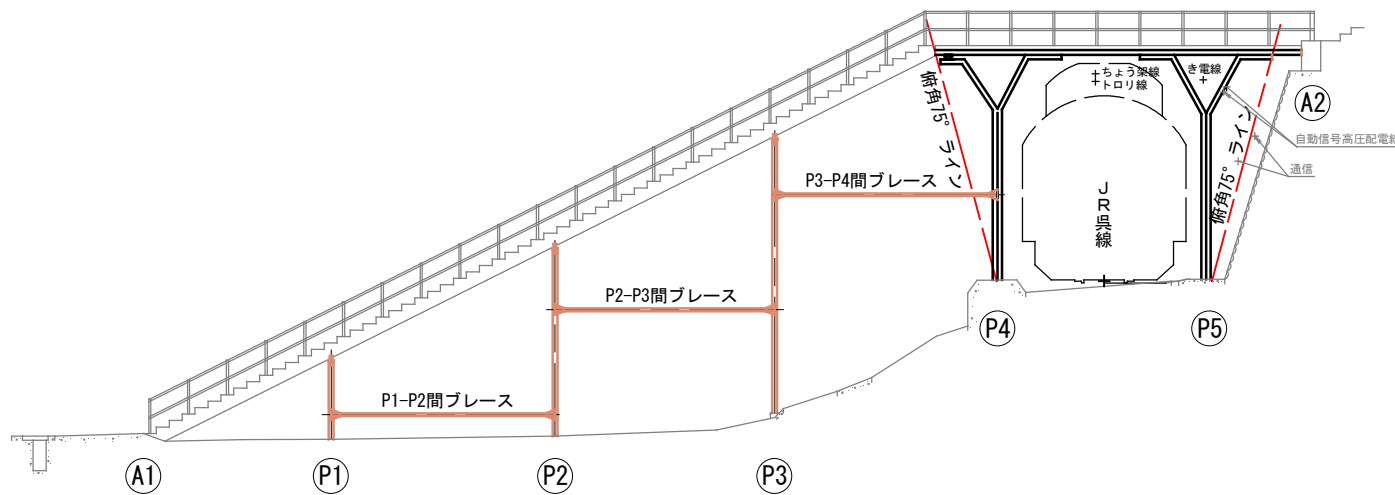 ちょう架線
トロリ線
き電線
俯角75° ライン
俯角75° ライン
A2
自動信号高圧配電線
通信
P3-P4間ブレース
JR呉線
P2-P3間ブレース
P4
P5
P1-P2間ブレース
A1
P1
P2
P3